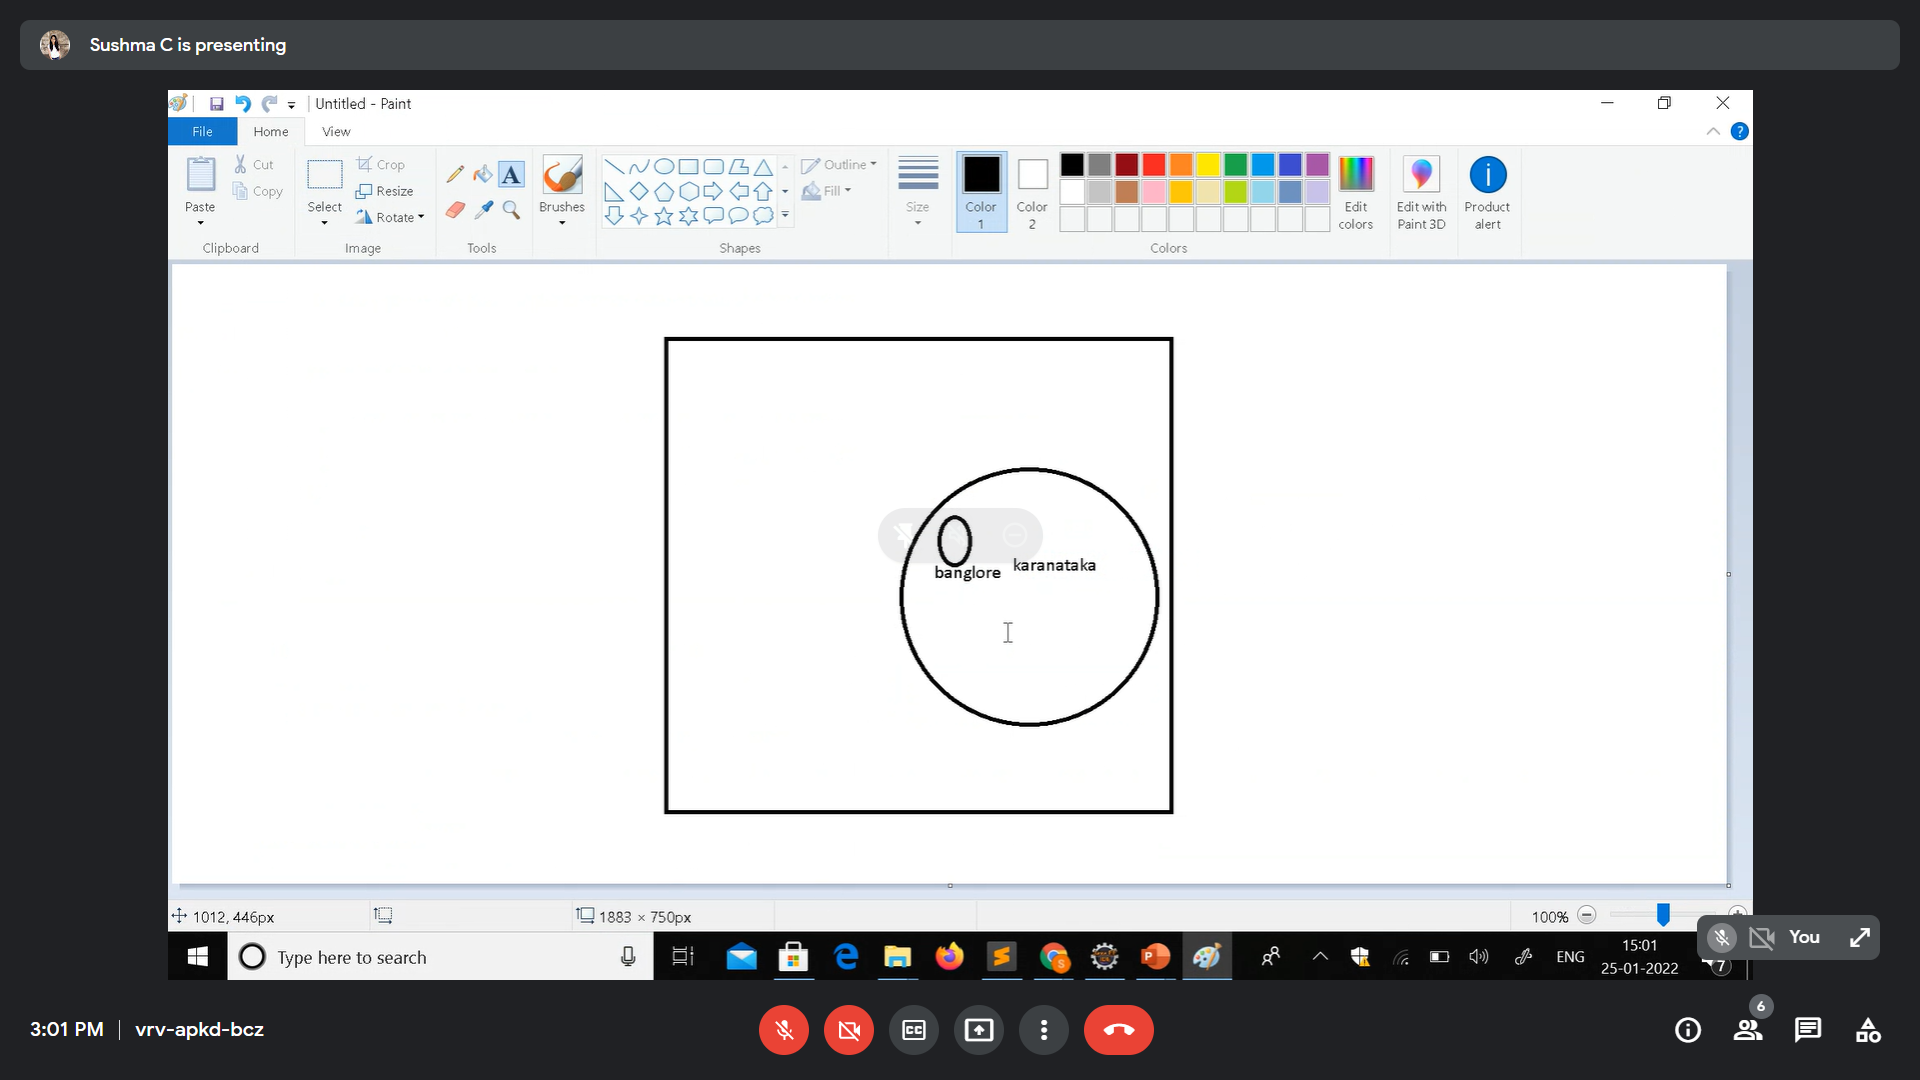 Sushma C is presenting
Untitled - Paint
File Home View
Paste
Cut
Copy
Clipboard
Select
Crop
Resize
Rotate
Image
A
Tools
Brushes
Outline
Fill
Shapes
Size
Color 1
Color 2
Edit colors
Colors
Edit with Paint 3D
Product alert
banglore karanataka
1012, 446px
1883 × 750px
100%
You
Type here to search
ENG
15:01
25-01-2022
7
3:01 PM | vrv-apkd-bcz
CC
6